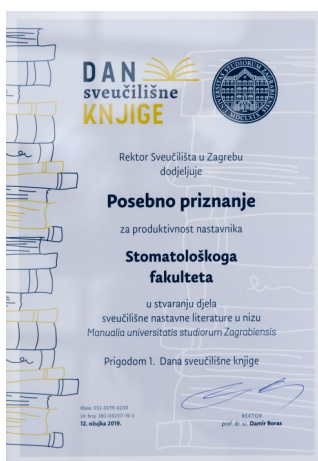 DAN
sveučilišne
KNJIGE
Rektor Sveučilišta u Zagrebu
dodjeljuje
Posebno priznanje
za produktivnost nastavnika
Stomatološkoga
fakulteta
u stvaranju djela
sveučilišne nastavne literature u nizu
Manualia universitatis studiorum Zagrabiensis
Prigodom 1. Dana sveučilišne knjige
12. ožujka 2019.
REKTOR
prof. dr. sc. Damir Boras